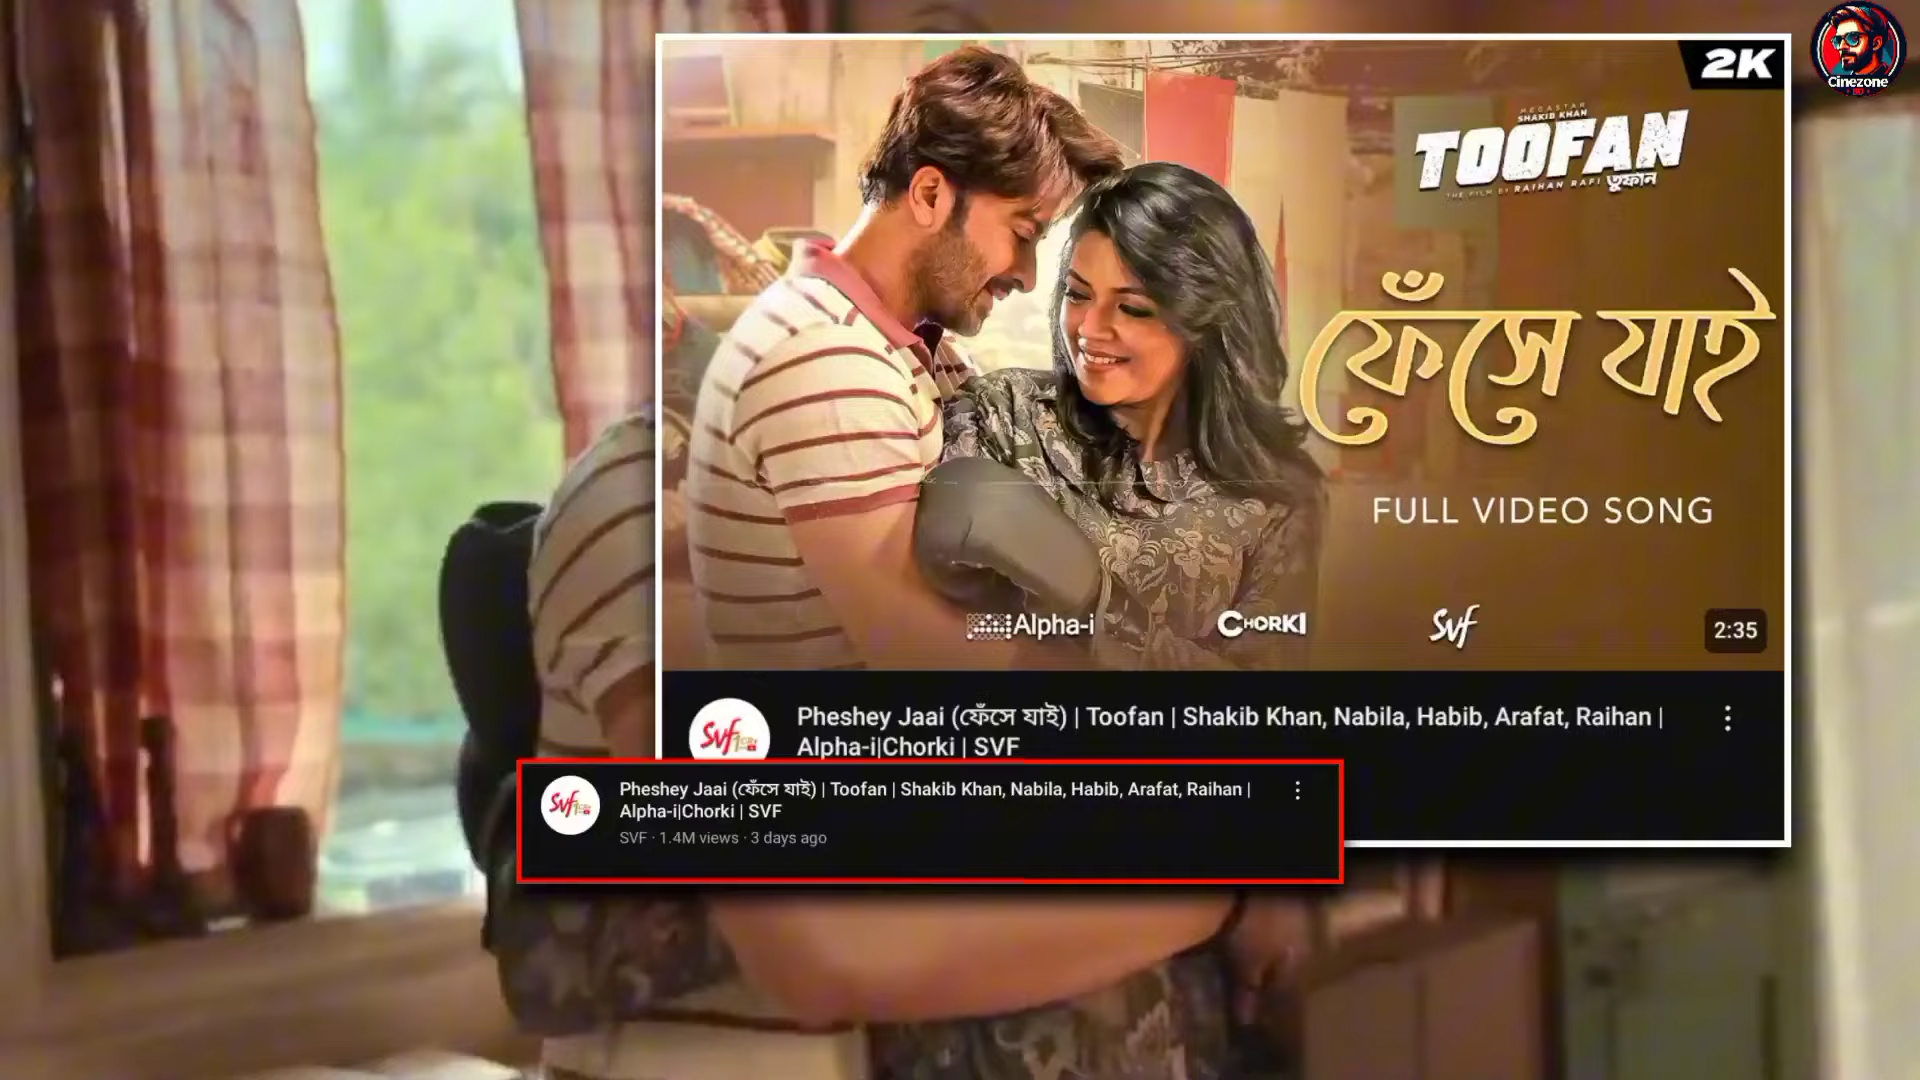 2K
Cinezone
MEGASTAR
SHAKIB KHAN
TOOFAN
THE FILM BY RAIHAN RAFI তুফান
ফেঁসে যাই
FULL VIDEO SONG
Alpha-i
CHORKI
SVF
2:35
SVF
Pheshey Jaai (ফেঁসে যাই) | Toofan | Shakib Khan, Nabila, Habib, Arafat, Raihan |
Alpha-i|Chorki | SVF
SVF
Pheshey Jaai (ফেঁসে যাই) | Toofan | Shakib Khan, Nabila, Habib, Arafat, Raihan |
Alpha-i|Chorki | SVF
SVF · 1.4M views · 3 days ago